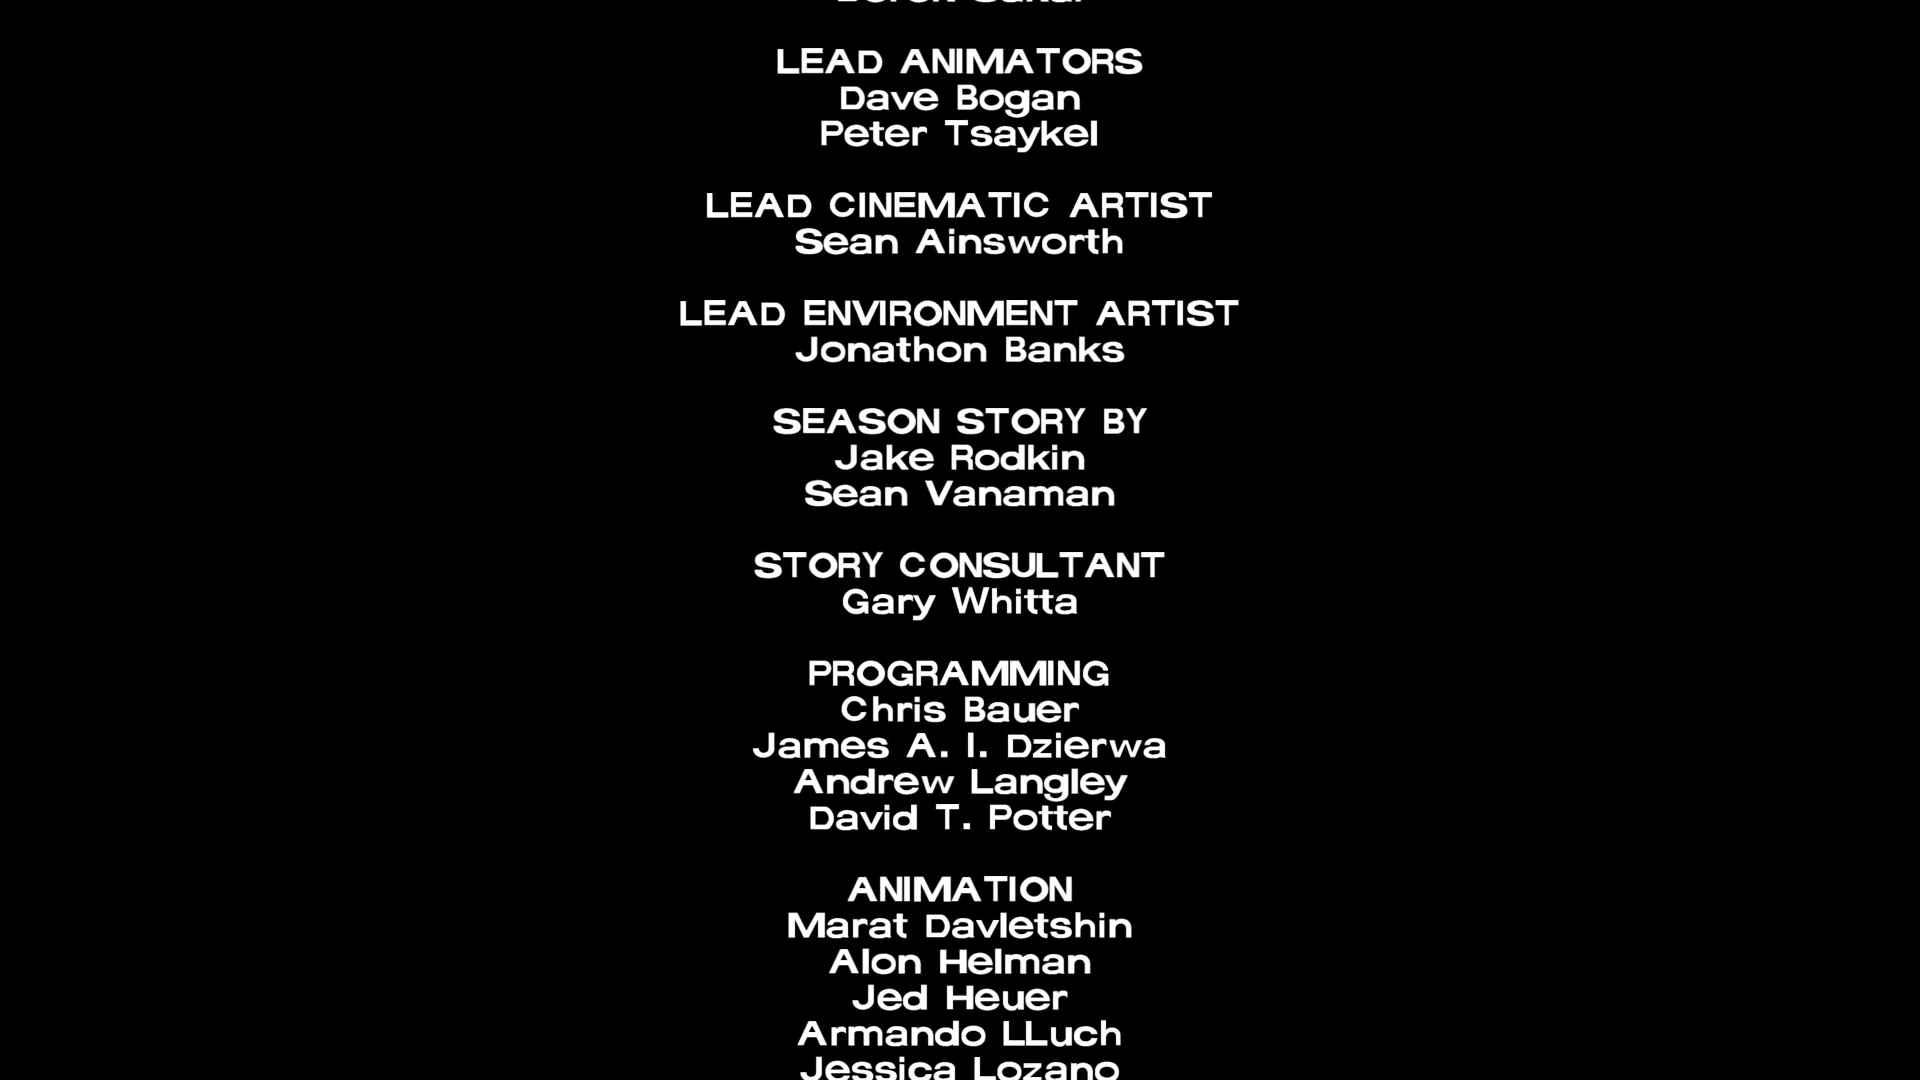 Derek Sakai
LEAD ANIMATORS
Dave Bogan
Peter Tsaykel
LEAD CINEMATIC ARTIST
Sean Ainsworth
LEAD ENVIRONMENT ARTIST
Jonathon Banks
SEASON STORY BY
Jake Rodkin
Sean Vanaman
STORY CONSULTANT
Gary Whitta
PROGRAMMING
Chris Bauer
James A. I. Dzierwa
Andrew Langley
David T. Potter
ANIMATION
Marat Davletshin
Alon Helman
Jed Heuer
Armando LLuch
Jessica Lozano